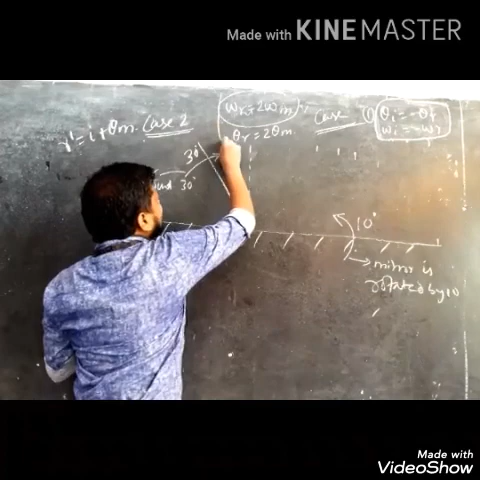 Made with KINEMASTER
r' = i + θm. Case 2
ωr = 2ωm
θr = 2θm
Case ①
θi = -θr
ωi = -ωr
30°
30°
10°
→ mirror is
rotated by 10
Made with
VideoShow